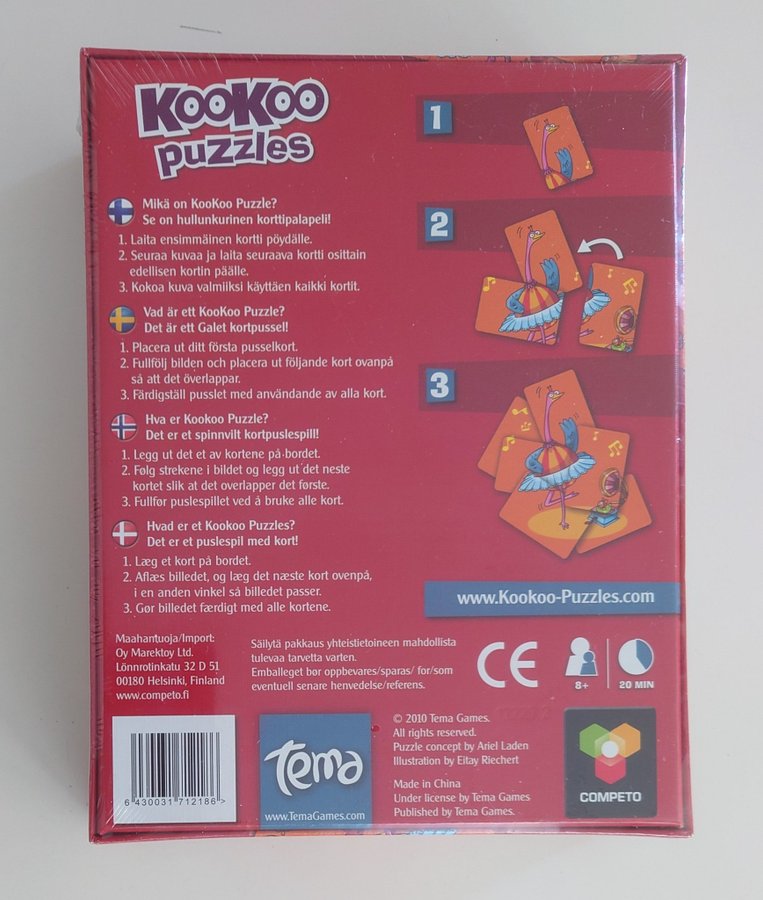 KooKoo
puzzles
Mikä on KooKoo Puzzle?
Se on hullunkurinen korttipalapeli!
1. Laita ensimmäinen kortti pöydälle.
2. Seuraa kuvaa ja laita seuraava kortti osittain
edellisen kortin päälle.
3. Kokoa kuva valmiiksi käyttäen kaikki kortit.
Vad är ett KooKoo Puzzle?
Det är ett Galet kortpussel!
1. Placera ut ditt första pusselkort.
2. Fullfölj bilden och placera ut följande kort ovanpå
så att det överlappar.
3. Färdigställ pusslet med användande av alla kort.
Hva er Kookoo Puzzle?
Det er et spinnvilt kortpuslespill!
1. Legg ut det et av kortene på bordet.
2. Følg strekene i bildet og legg ut det neste
kortet slik at det overlapper det første.
3. Fullfør puslespillet ved å bruke alle kort.
Hvad er et Kookoo Puzzles?
Det er et puslespil med kort!
1. Læg et kort på bordet.
2. Aflæs billedet, og læg det næste kort ovenpå,
i en anden vinkel så billedet passer.
3. Gør billedet færdigt med alle kortene.
1
2
3
www.Kookoo-Puzzles.com
Maahantuoja/Import:
Oy Marektoy Ltd.
Lönnrotinkatu 32 D 51
00180 Helsinki, Finland
www.competo.fi
Säilytä pakkaus yhteistietoineen mahdollista
tulevaa tarvetta varten.
Emballeget bør oppbevares/sparas/ for/som
eventuell senare henvedelse/referens.
CE
8+
20 MIN
6 430031 712186 >
Tema
www.TemaGames.com
© 2010 Tema Games.
All rights reserved.
Puzzle concept by Ariel Laden
Illustration by Eitay Riechert
Made in China
Under license by Tema Games
Published by Tema Games.
COMPETO